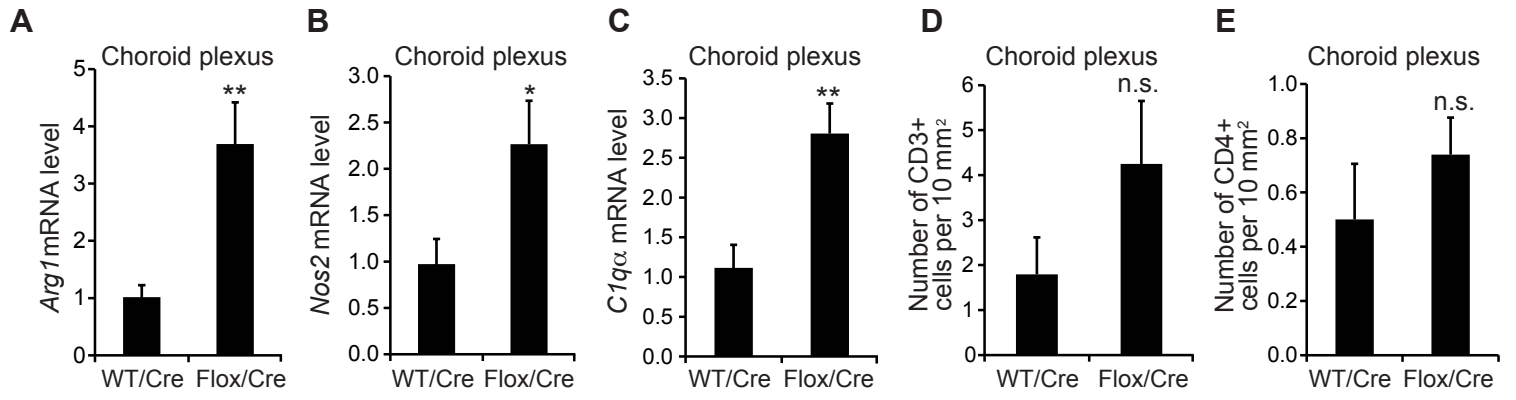 A
Choroid plexus
Arg1 mRNA level
5
4
3
2
1
0
**
WT/Cre Flox/Cre
B
Choroid plexus
Nos2 mRNA level
3.0
2.5
2.0
1.5
1.0
0.5
0.0
*
WT/Cre Flox/Cre
C
Choroid plexus
C1qα mRNA level
3.5
3.0
2.5
2.0
1.5
1.0
0.5
0.0
**
WT/Cre Flox/Cre
D
Choroid plexus
Number of CD3+
cells per 10 mm²
6
5
4
3
2
1
0
n.s.
WT/Cre Flox/Cre
E
Choroid plexus
Number of CD4+
cells per 10 mm²
1.0
0.8
0.6
0.4
0.2
0.0
n.s.
WT/Cre Flox/Cre